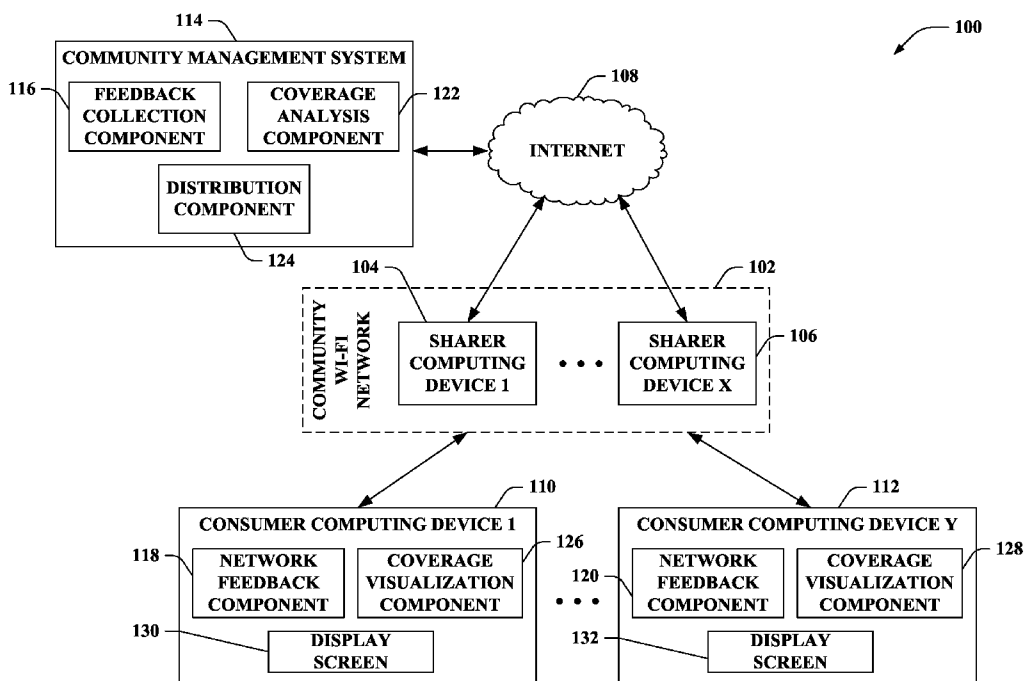 114
100
COMMUNITY MANAGEMENT SYSTEM
116
FEEDBACK
COLLECTION
COMPONENT
COVERAGE
ANALYSIS
COMPONENT
122
108
INTERNET
DISTRIBUTION
COMPONENT
124
104
102
COMMUNITY
WI-FI
NETWORK
SHARER
COMPUTING
DEVICE 1
• • •
SHARER
COMPUTING
DEVICE X
106
110
112
CONSUMER COMPUTING DEVICE 1
118
NETWORK
FEEDBACK
COMPONENT
COVERAGE
VISUALIZATION
COMPONENT
126
130
DISPLAY
SCREEN
• • •
CONSUMER COMPUTING DEVICE Y
120
NETWORK
FEEDBACK
COMPONENT
COVERAGE
VISUALIZATION
COMPONENT
128
132
DISPLAY
SCREEN